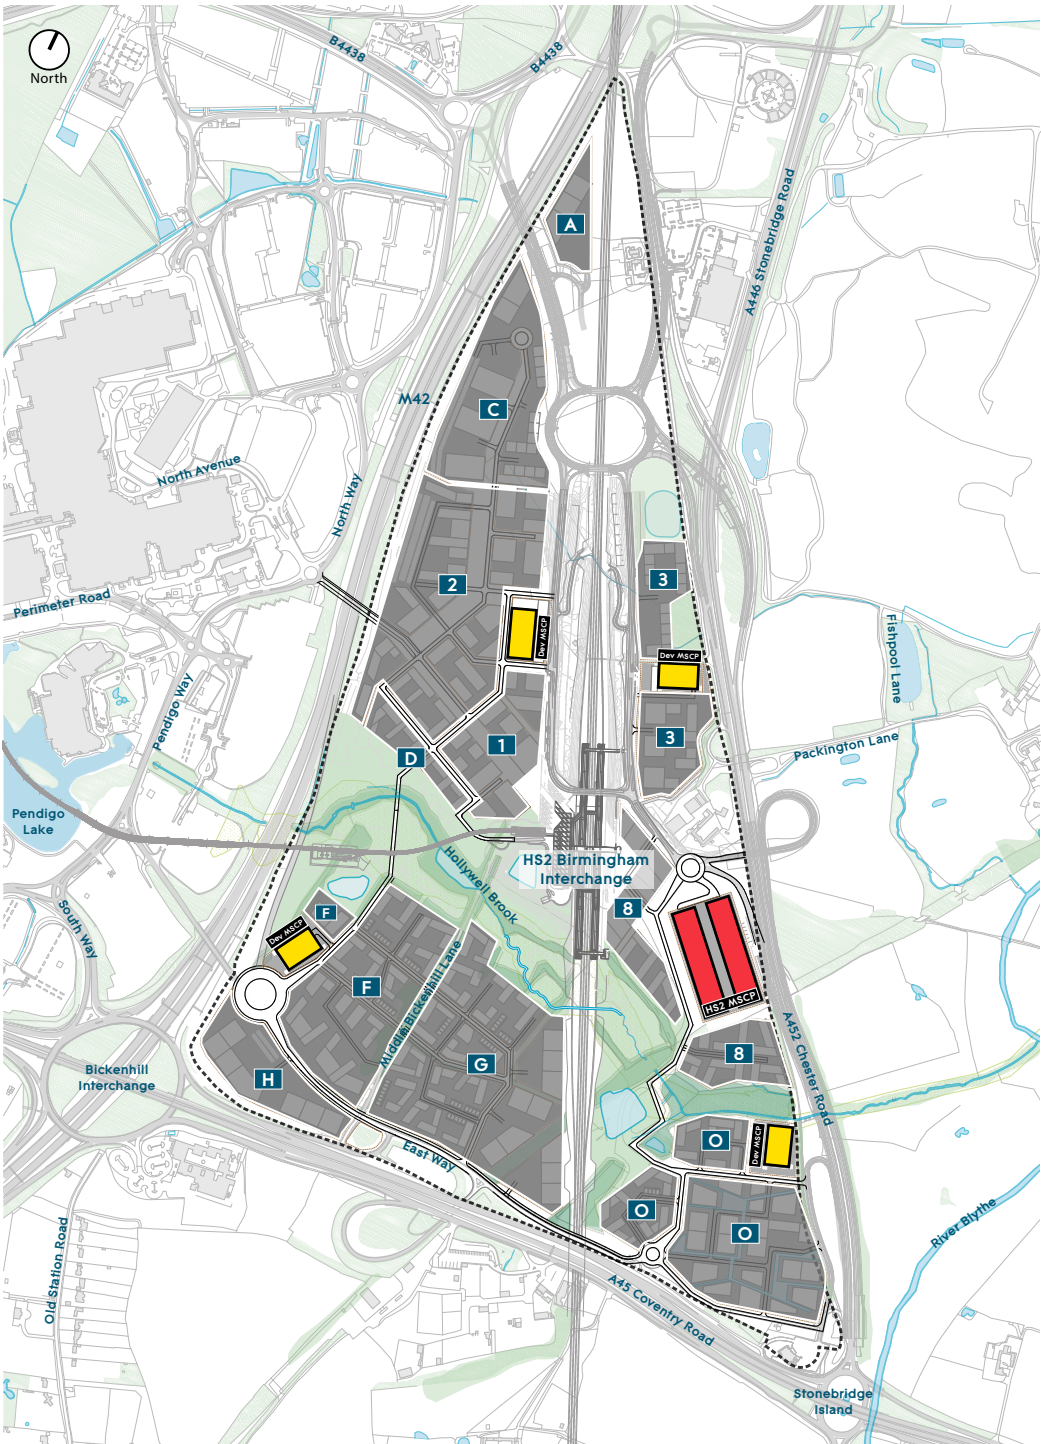 North
B4438
B4438
A446 Stonebridge Road
A
M42
C
North Avenue
North Way
2
3
Perimeter Road
Dev MSCP
Dev MSCP
Fishpool Lane
Pendigo Way
1
3
D
Packington Lane
Pendigo
Lake
HS2 Birmingham
Interchange
Hollywell Brook
8
F
South Way
Dev MSCP
F
Middle Bickenhill Lane
HS2 MSCP
A452 Chester Road
8
G
H
Bickenhill
Interchange
O
Dev MSCP
East Way
O
O
River Blythe
Old Station Road
A45 Coventry Road
Stonebridge
Island